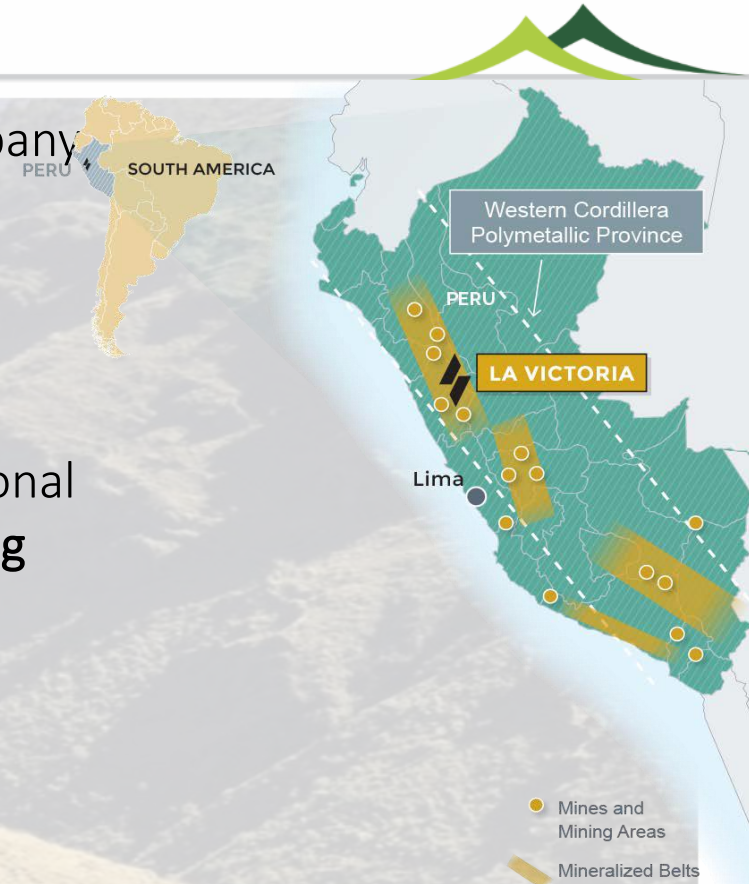 pany
PERU
SOUTH AMERICA
Western Cordillera
Polymetallic Province
PERU
LA VICTORIA
Lima
onal
g
Mines and
Mining Areas
Mineralized Belts